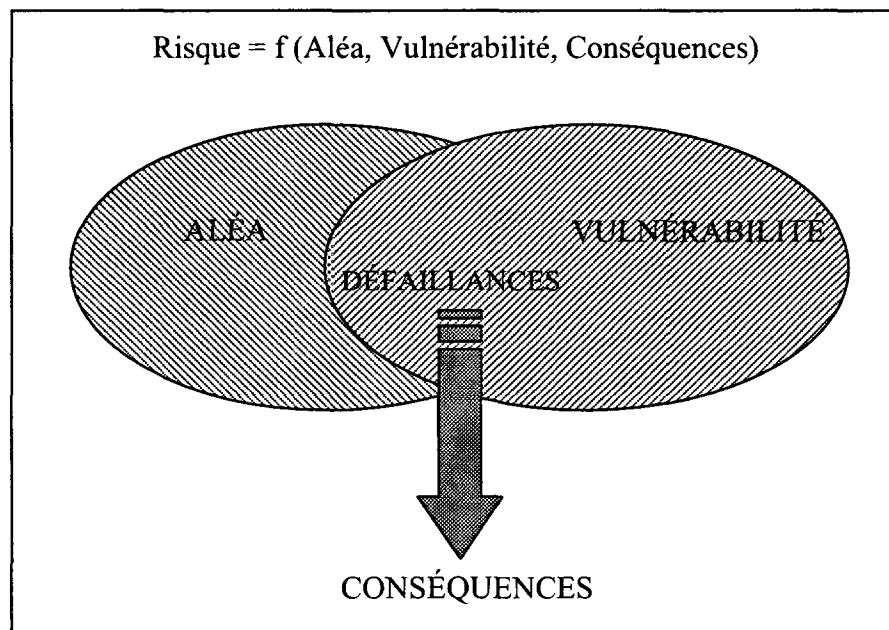 Risque = f (Aléa, Vulnérabilité, Conséquences)
ALÉA
VULNÉRABILITÉ
DÉFAILLANCES
CONSÉQUENCES